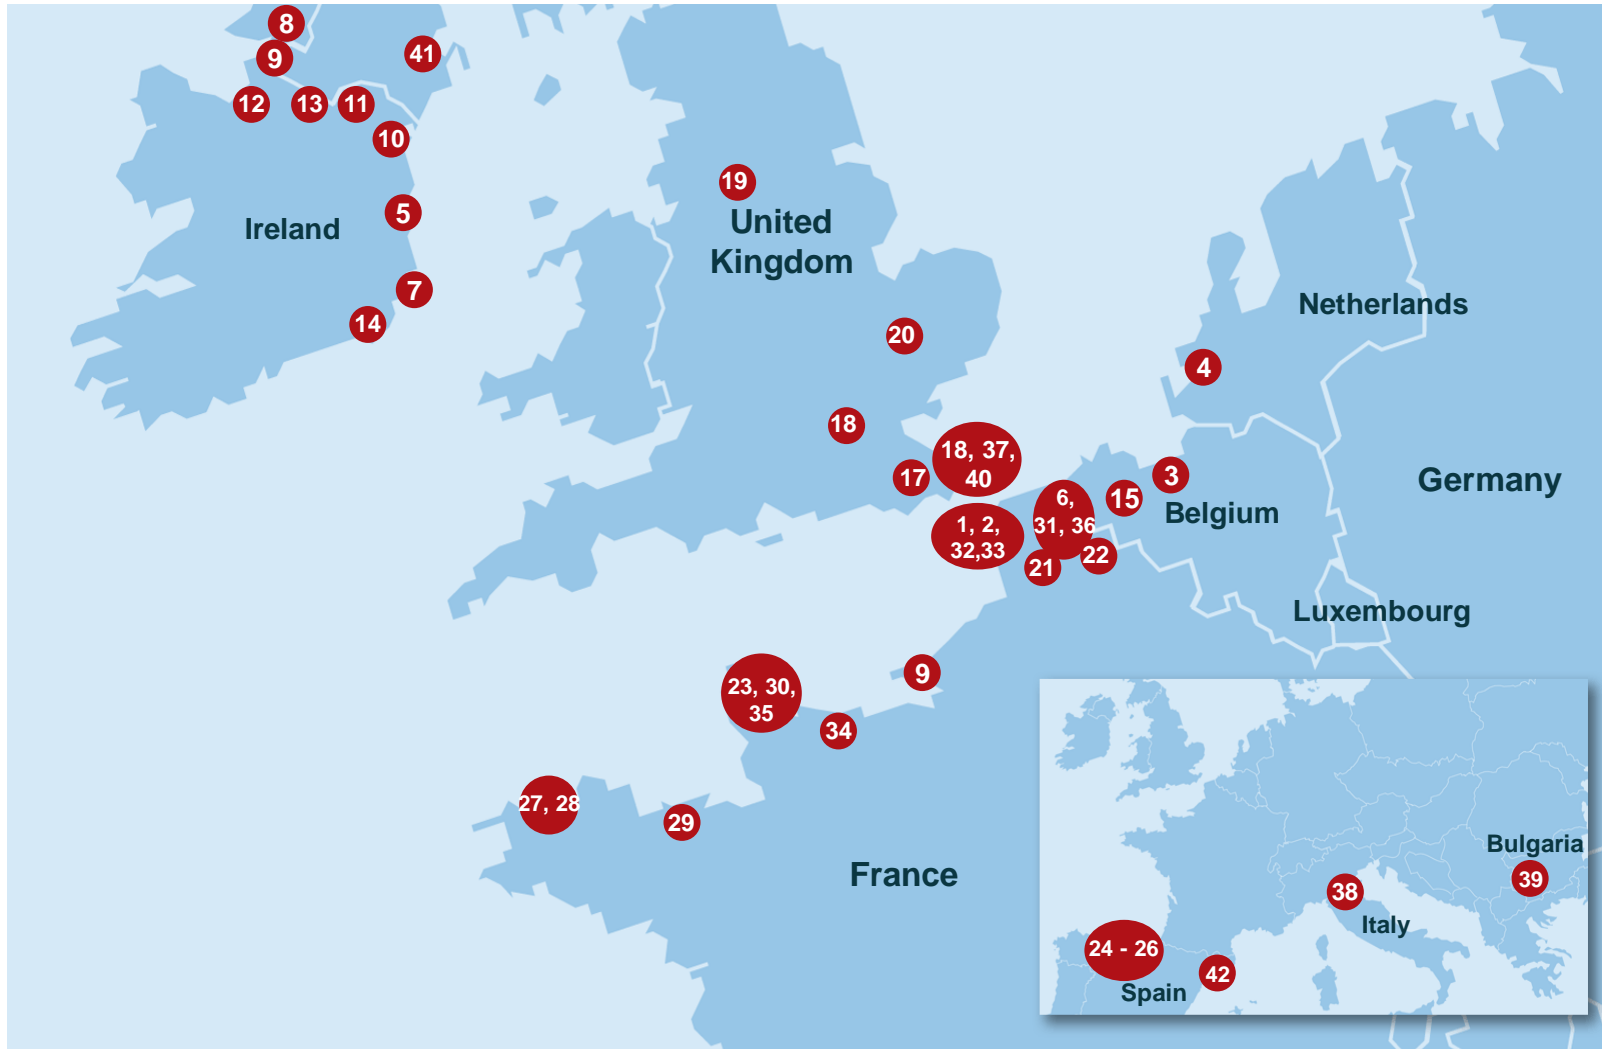 8
9
41
12
13
11
10
19
5
Ireland
United
Kingdom
7
14
20
Netherlands
4
18
18, 37,
40
17
3
Germany
15
Belgium
6,
31, 36
1, 2,
32,33
22
21
Luxembourg
9
23, 30,
35
34
27, 28
29
France
Bulgaria
39
38
Italy
24 - 26
42
Spain